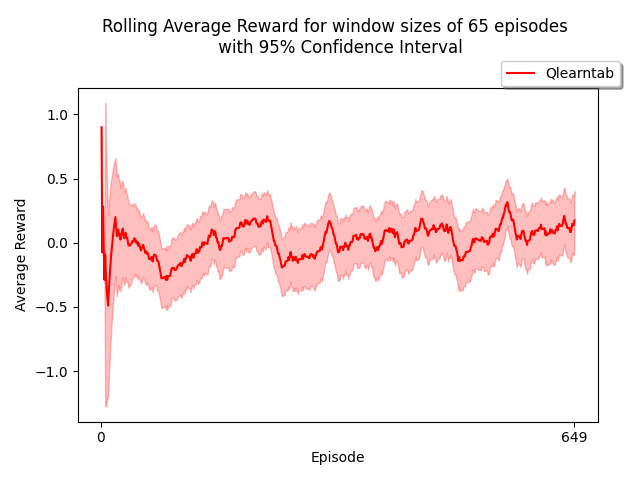 Rolling Average Reward for window sizes of 65 episodes
with 95% Confidence Interval
Qlearntab
1.0
0.5
0.0
−0.5
−1.0
Average Reward
0
649
Episode